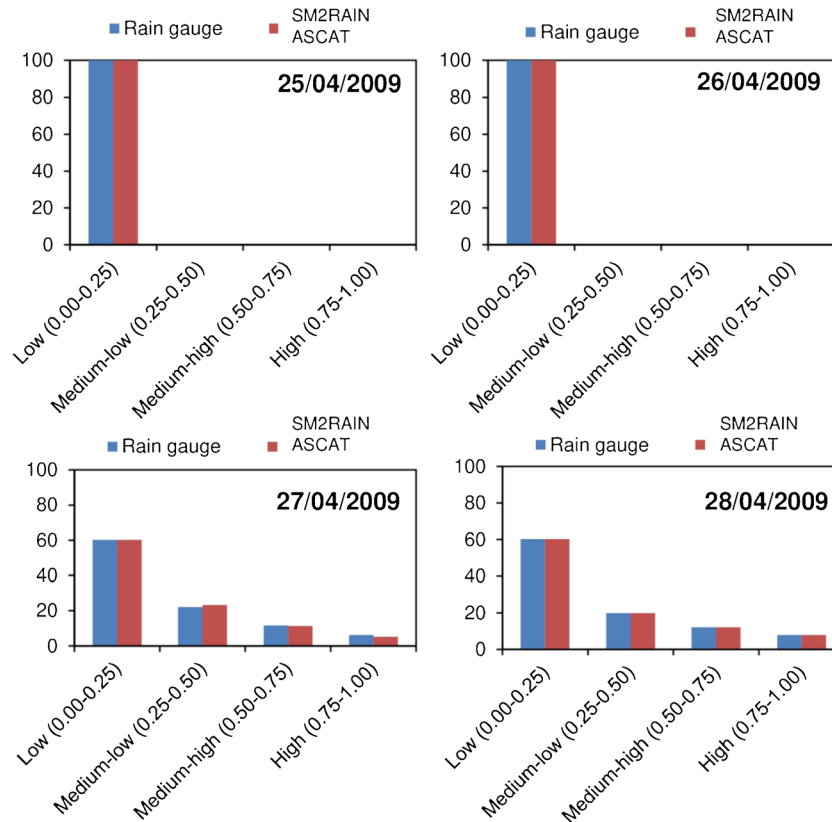 Rain gauge
SM2RAIN
ASCAT
100
80
60
40
20
0
25/04/2009
Low (0.00-0.25)
Medium-low (0.25-0.50)
Medium-high (0.50-0.75)
High (0.75-1.00)
Rain gauge
SM2RAIN
ASCAT
100
80
60
40
20
0
26/04/2009
Low (0.00-0.25)
Medium-low (0.25-0.50)
Medium-high (0.50-0.75)
High (0.75-1.00)
Rain gauge
SM2RAIN
ASCAT
100
80
60
40
20
0
27/04/2009
Low (0.00-0.25)
Medium-low (0.25-0.50)
Medium-high (0.50-0.75)
High (0.75-1.00)
Rain gauge
SM2RAIN
ASCAT
100
80
60
40
20
0
28/04/2009
Low (0.00-0.25)
Medium-low (0.25-0.50)
Medium-high (0.50-0.75)
High (0.75-1.00)